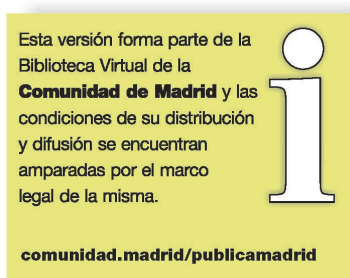 Esta versión forma parte de la
Biblioteca Virtual de la
Comunidad de Madrid y las
condiciones de su distribución
y difusión se encuentran
amparadas por el marco
legal de la misma.
comunidad.madrid/publicamadrid